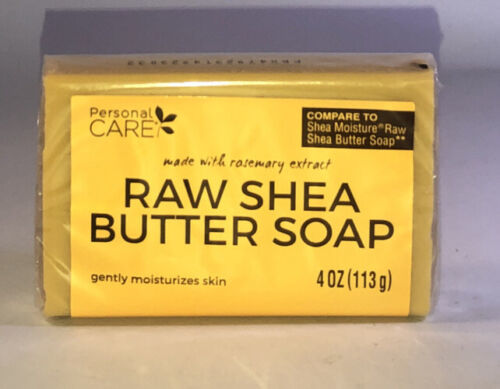 Personal
CARE
COMPARE TO
Shea Moisture® Raw
Shea Butter Soap**
made with rosemary extract
RAW SHEA
BUTTER SOAP
gently moisturizes skin
4 OZ (113 g)